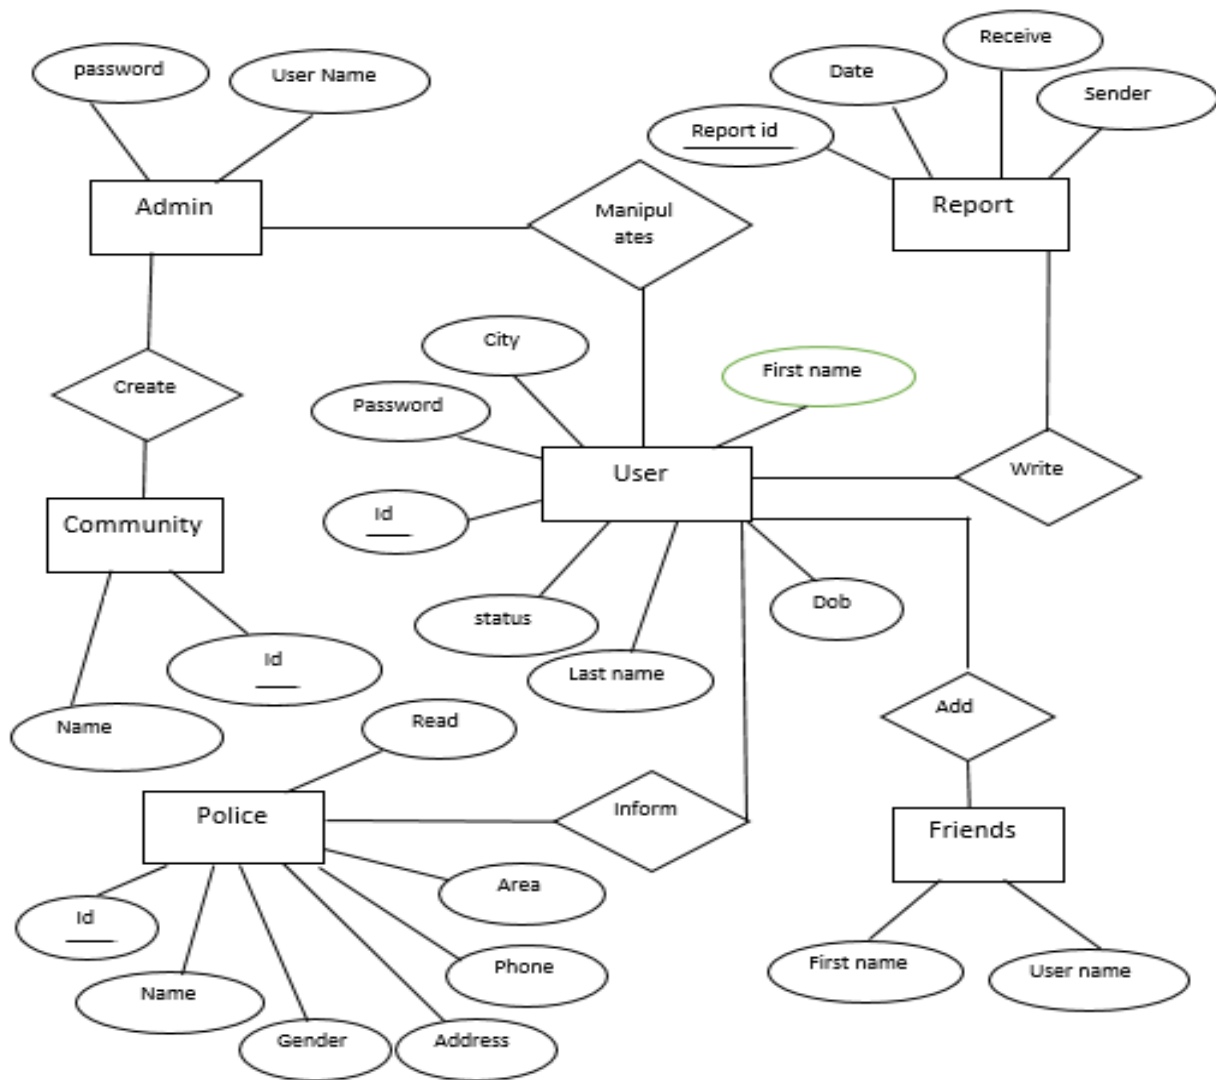 Receive
Date
password
User Name
Sender
Report id
Admin
Manipul
ates
Report
City
First name
Create
Password
User
Write
Id
Community
status
Dob
Id
Last name
Name
Read
Add
Police
Inform
Friends
Area
Id
First name
User name
Phone
Name
Gender
Address